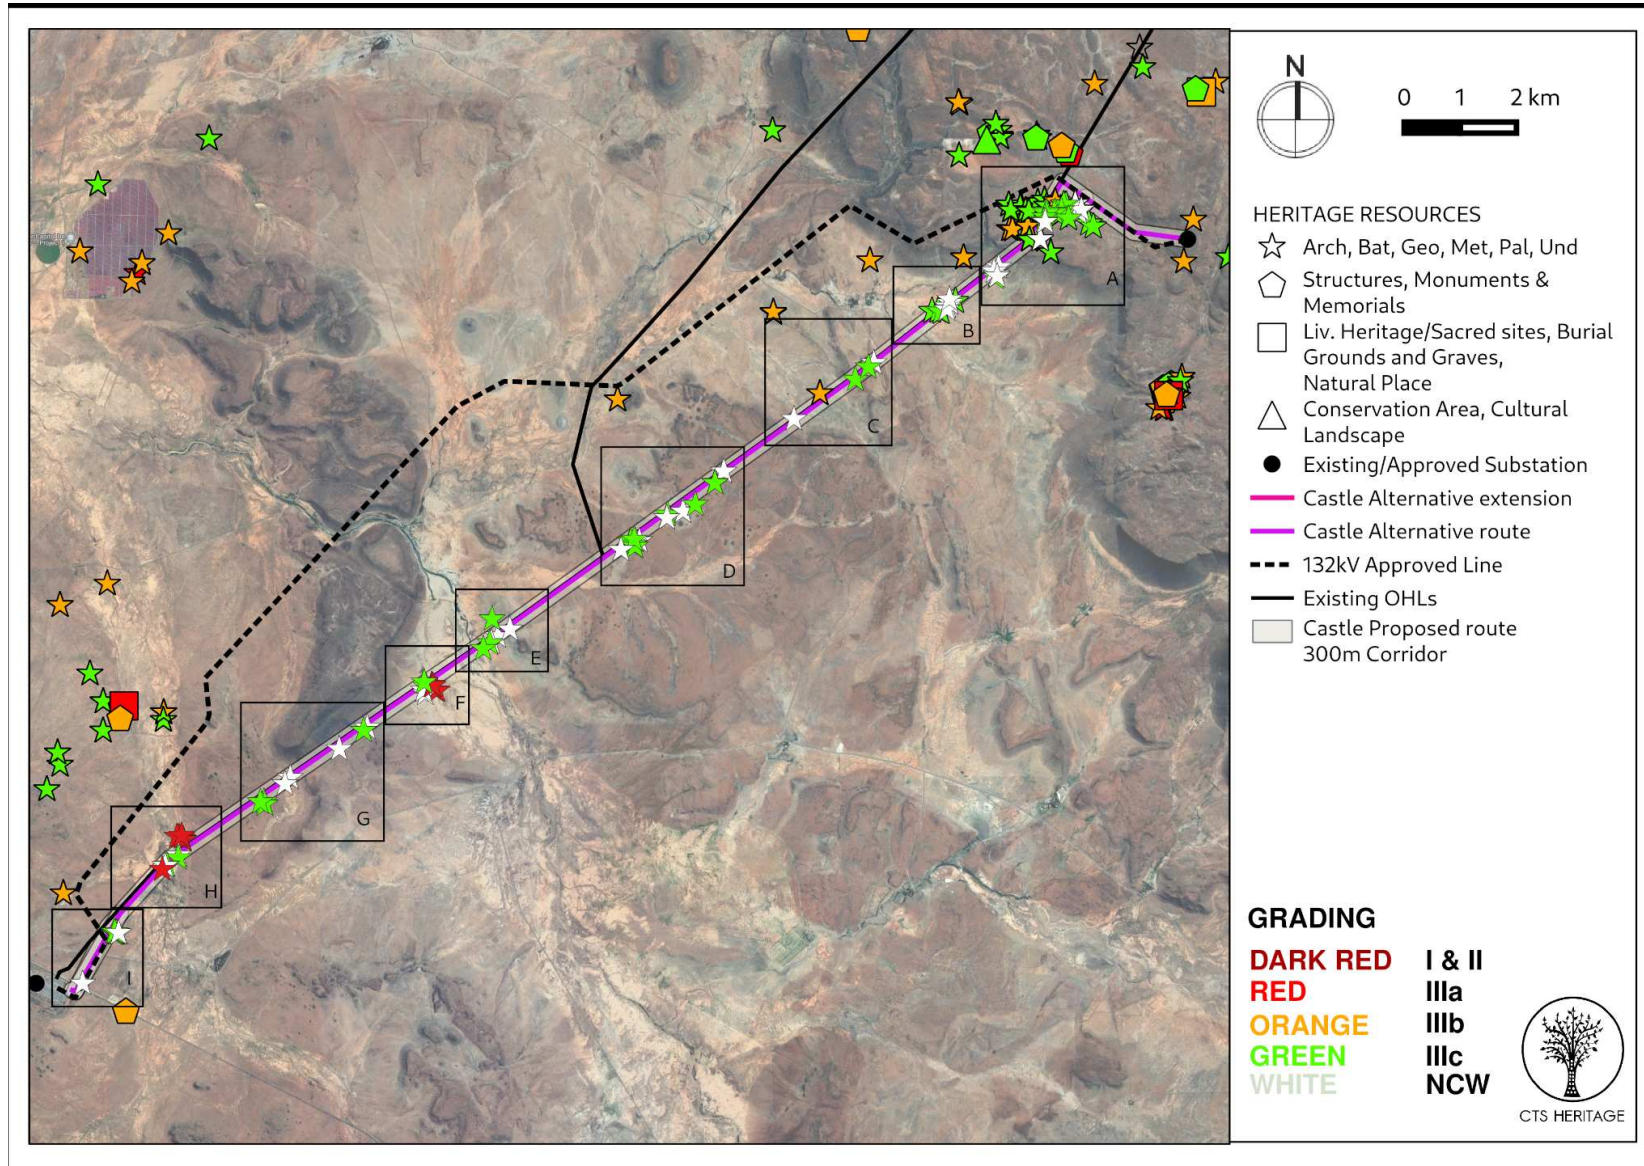 N
0 1 2 km
HERITAGE RESOURCES
Arch, Bat, Geo, Met, Pal, Und
Structures, Monuments &
Memorials
Liv. Heritage/Sacred sites, Burial
Grounds and Graves,
Natural Place
Conservation Area, Cultural
Landscape
Existing/Approved Substation
Castle Alternative extension
Castle Alternative route
132kV Approved Line
Existing OHLs
Castle Proposed route
300m Corridor
GRADING
DARK RED I & II
RED IIIa
ORANGE IIIb
GREEN IIIc
WHITE NCW
CTS HERITAGE
A
B
C
D
E
F
G
H
I